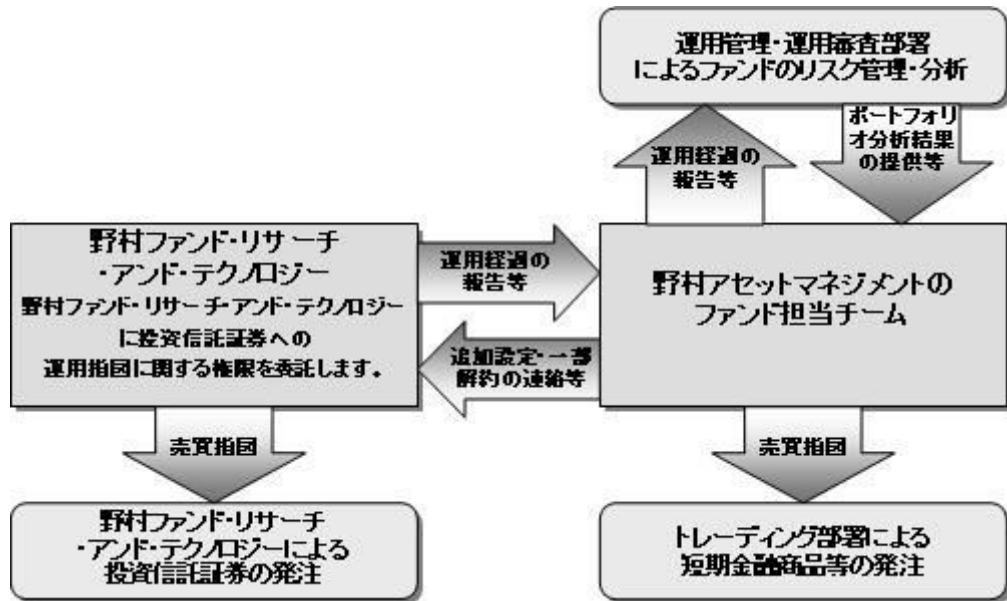 運用管理・運用審査部署
によるファンドのリスク管理・分析
運用経過の
報告等
ポートフォリ
オ分析結果
の提供等
野村ファンド・リサーチ
・アンド・テクノロジー
野村ファンド・リサーチ・アンド・テクノロジー
に投資信託証券への
運用指図に関する権限を委託します。
運用経過の
報告等
追加設定・一部
解約の連絡等
野村アセットマネジメントの
ファンド担当チーム
売買指図
売買指図
野村ファンド・リサーチ
・アンド・テクノロジーによる
投資信託証券の発注
トレーディング部署による
短期金融商品等の発注